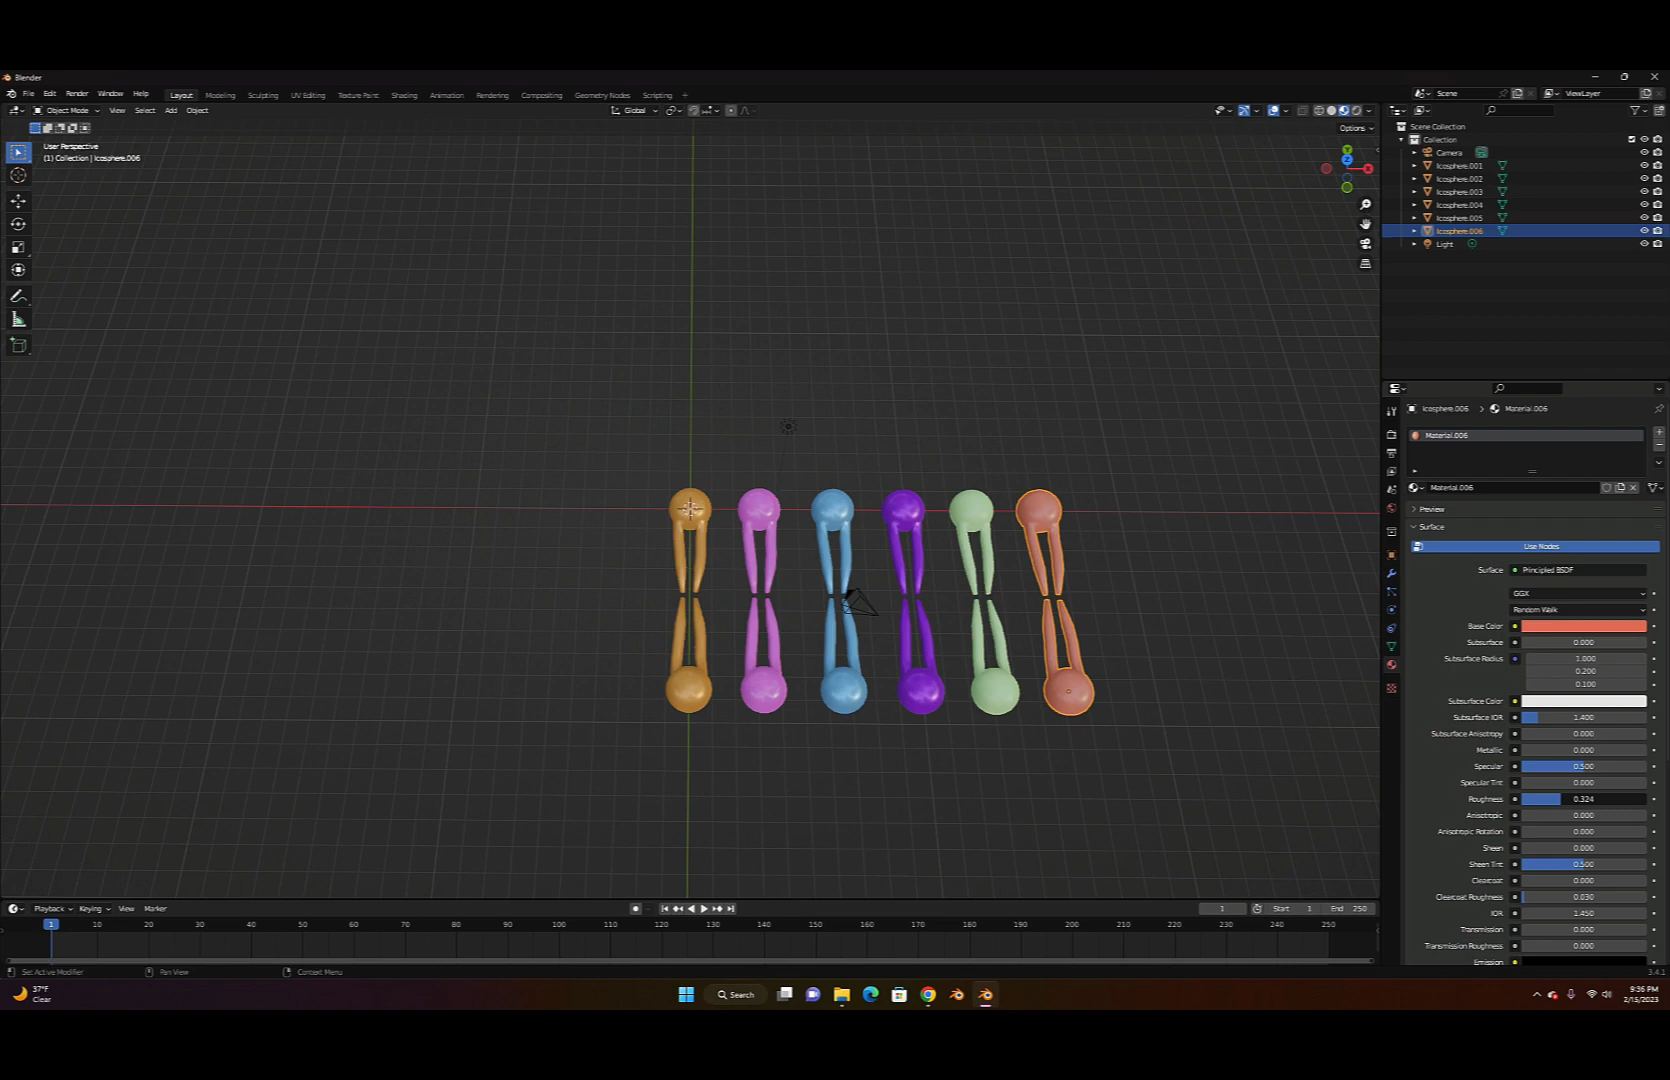 Blender
File Edit Render Window Help Layout Modeling Sculpting UV Editing Texture Paint Shading Animation Rendering Compositing Geometry Nodes Scripting + Scene ViewLayer
Object Mode View Select Add Object Global
Options
User Perspective
(1) Collection | Icosphere.006
Y
Z
X
Scene Collection
Collection
Camera
Icosphere.001
Icosphere.002
Icosphere.003
Icosphere.004
Icosphere.005
Icosphere.006
Light
Icosphere.006 > Material.006
Material.006
Material.006
Preview
Surface
Use Nodes
Surface Principled BSDF
GGX
Random Walk
Base Color
Subsurface 0.000
Subsurface Radius 1.000
0.200
0.100
Subsurface Color
Subsurface IOR 1.400
Subsurface Anisotropy 0.000
Metallic 0.000
Specular 0.500
Specular Tint 0.000
Roughness 0.324
Anisotropic 0.000
Anisotropic Rotation 0.000
Sheen 0.000
Sheen Tint 0.500
Clearcoat 0.000
Clearcoat Roughness 0.030
IOR 1.450
Transmission 0.000
Transmission Roughness 0.000
Emission
Playback Keying View Marker 1 Start 1 End 250
1 10 20 30 40 50 60 70 80 90 100 110 120 130 140 150 160 170 180 190 200 210 220 230 240 250
Set Active Modifier Pan View Context Menu 3.4.1
37°F
Clear
Search
9:36 PM
2/15/2023